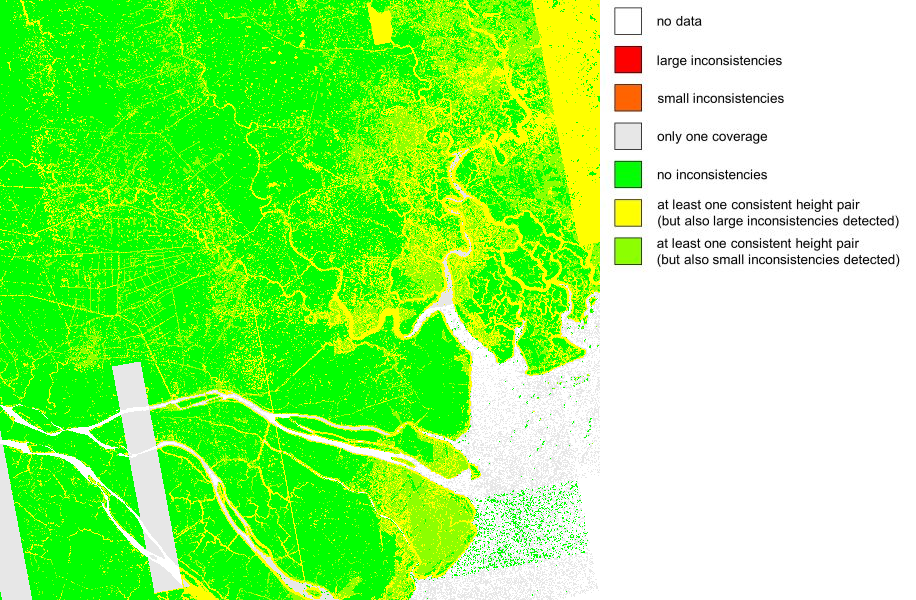 no data
large inconsistencies
small inconsistencies
only one coverage
no inconsistencies
at least one consistent height pair
(but also large inconistencies detected)
at least one consistent height pair
(but also small inconsistencies detected)